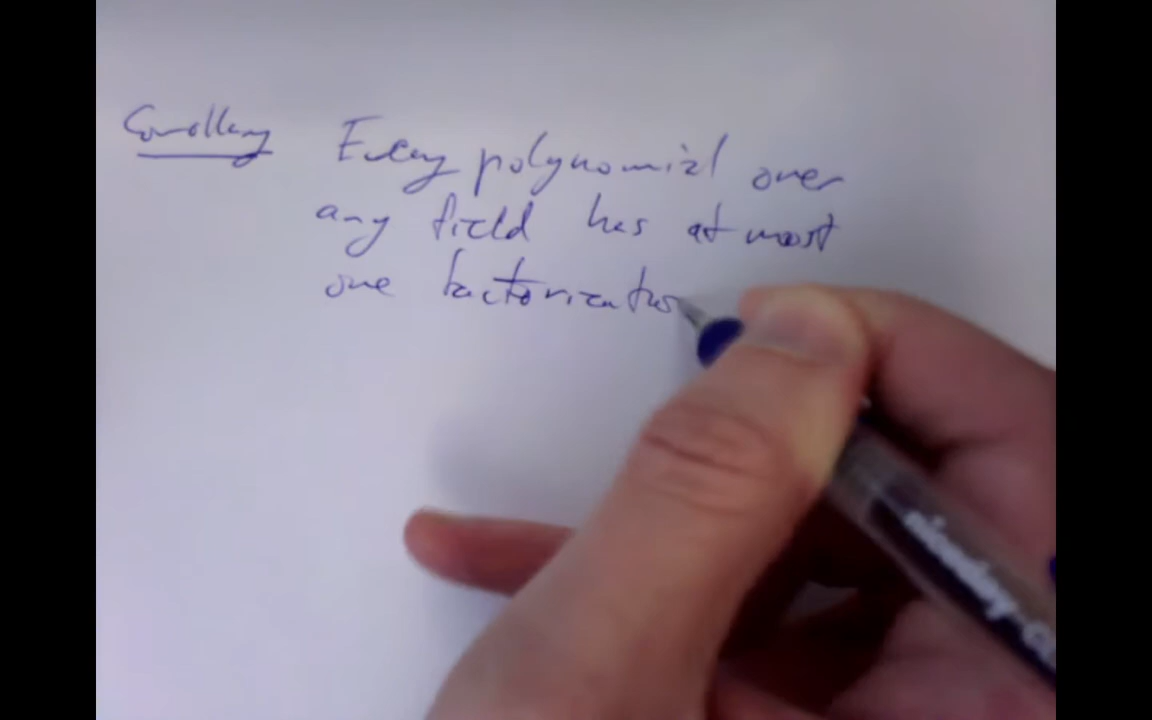 Corollary Every polynomial over
any field has at most
one factorizatio